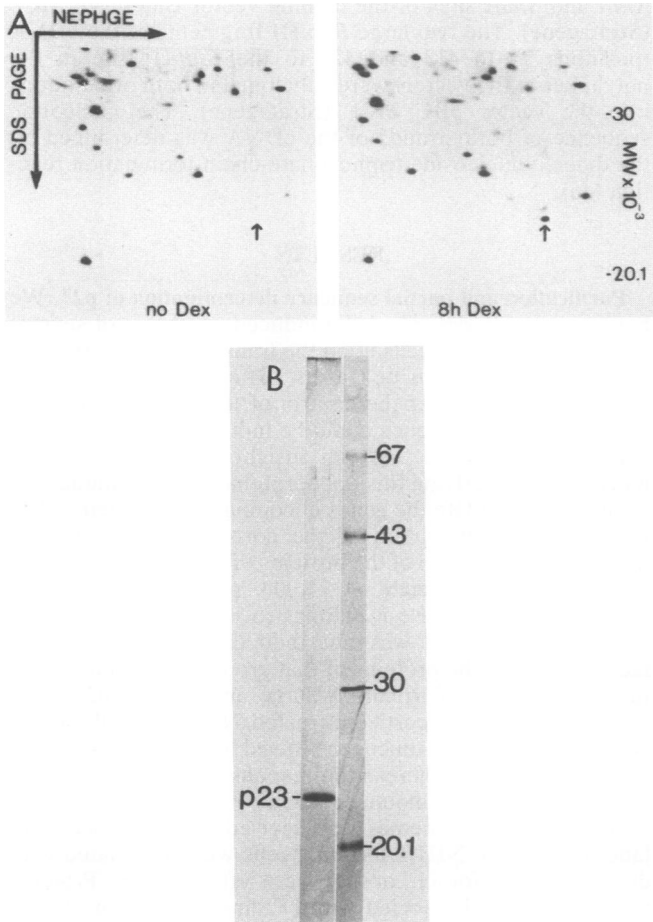 A
NEPHGE
SDS PAGE
-30
MW x 10⁻³
-20.1
no Dex
8h Dex
B
-67
-43
-30
p23-
-20.1